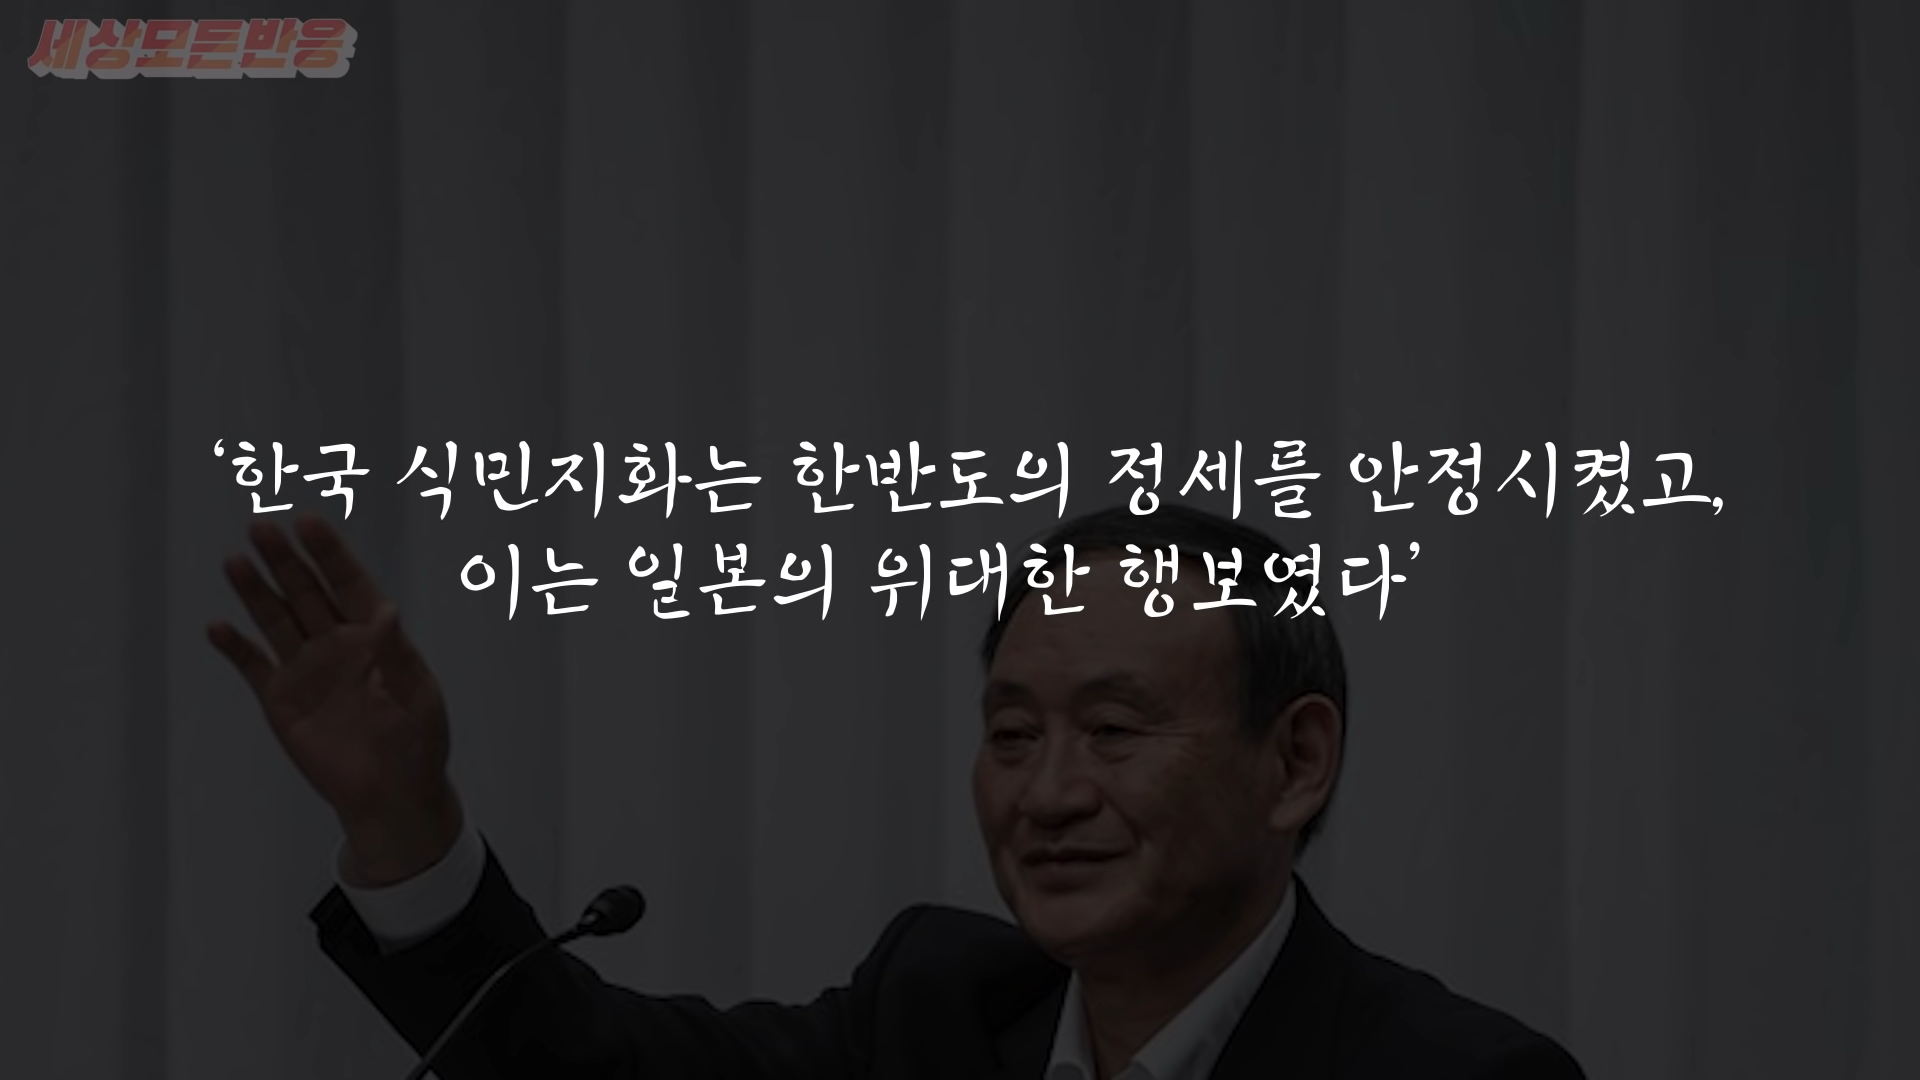 세상모든반응
‘한국 식민지화는 한반도의 정세를 안정시켰고,
이는 일본의 위대한 행보였다’